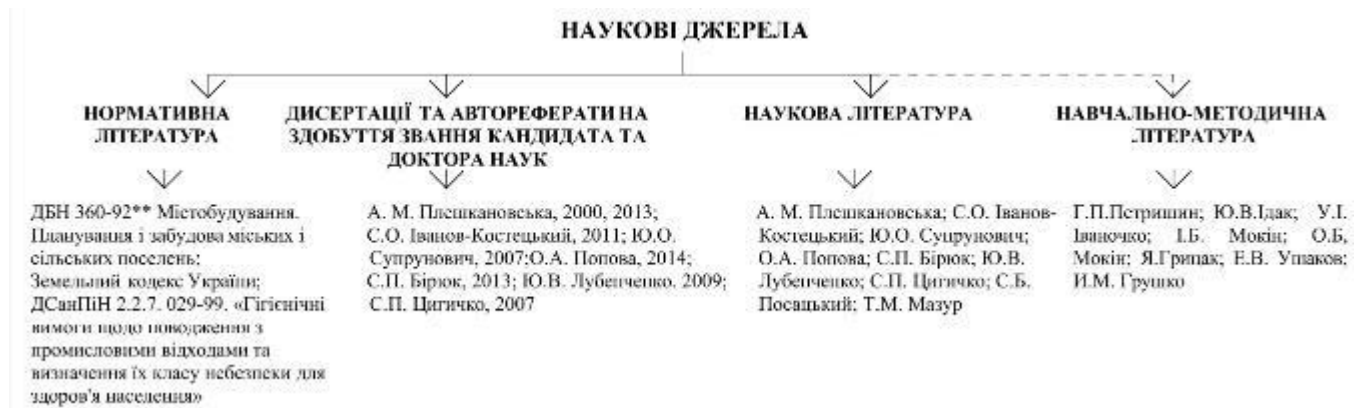 НАУКОВІ ДЖЕРЕЛА
НОРМАТИВНА
ЛІТЕРАТУРА
ДБН 360-92** Містобудування.
Планування і забудова міських і
сільських поселень;
Земельний кодекс України;
ДСанПіН 2.2.7. 029-99. «Гігієнічні
вимоги щодо поводження з
промисловими відходами та
визначення їх класу небезпеки для
здоров'я населення»
ДИСЕРТАЦІЇ ТА АВТОРЕФЕРАТИ НА
ЗДОБУТТЯ ЗВАННЯ КАНДИДАТА ТА
ДОКТОРА НАУК
А. М. Плешкановська, 2000, 2013;
С.О. Іванов-Костецький, 2011; Ю.О.
Супрунович, 2007;О.А. Попова, 2014;
С.П. Бірюк, 2013; Ю.В. Лубенченко, 2009;
С.П. Цигичко, 2007
НАУКОВА ЛІТЕРАТУРА
А. М. Плешкановська; С.О. Іванов-
Костецький; Ю.О. Супрунович;
О.А. Попова; С.П. Бірюк; Ю.В.
Лубенченко; С.П. Цигичко; С.Б.
Посацький; Т.М. Мазур
НАВЧАЛЬНО-МЕТОДИЧНА
ЛІТЕРАТУРА
Г.П.Петришин; Ю.В.Ідак; У.І.
Іваночко; І.Б. Мокін; О.Б,
Мокін; Я.Грицак; Е.В. Ушаков;
И.М. Грушко